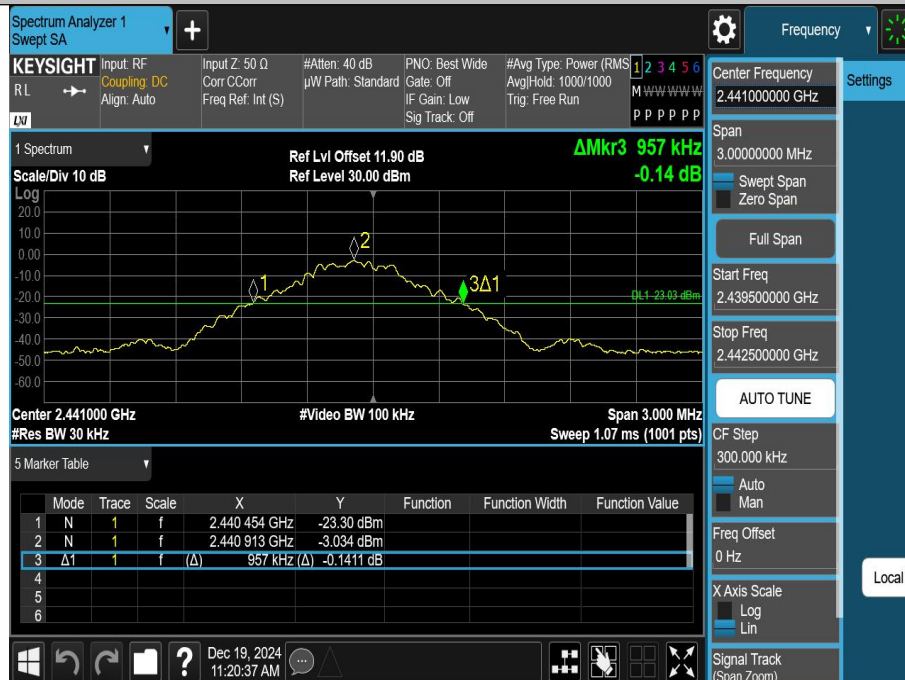 Spectrum Analyzer 1
Swept SA
+
Frequency
KEYSIGHT
RL
LXI
Input: RF
Coupling: DC
Align: Auto
Input Z: 50 Ω
Corr CCorr
Freq Ref: Int (S)
#Atten: 40 dB
µW Path: Standard
PNO: Best Wide
Gate: Off
IF Gain: Low
Sig Track: Off
#Avg Type: Power (RMS
Avg|Hold: 1000/1000
Trig: Free Run
1 2 3 4 5 6
M W W W W W
P P P P P P
1 Spectrum
Scale/Div 10 dB
Log
Ref Lvl Offset 11.90 dB
Ref Level 30.00 dBm
ΔMkr3 957 kHz
-0.14 dB
20.0
10.0
0.00
-10.0
-20.0
-30.0
-40.0
-50.0
-60.0
1
2
3Δ1
DL1 -23.03 dBm
Center 2.441000 GHz
#Res BW 30 kHz
#Video BW 100 kHz
Span 3.000 MHz
Sweep 1.07 ms (1001 pts)
5 Marker Table
Mode Trace Scale X Y Function Function Width Function Value
1 N 1 f 2.440 454 GHz -23.30 dBm
2 N 1 f 2.440 913 GHz -3.034 dBm
3 Δ1 1 f (Δ) 957 kHz (Δ) -0.1411 dB
4
5
6
?
Dec 19, 2024
11:20:37 AM
Center Frequency
2.441000000 GHz
Settings
Span
3.00000000 MHz
Swept Span
Zero Span
Full Span
Start Freq
2.439500000 GHz
Stop Freq
2.442500000 GHz
AUTO TUNE
CF Step
300.000 kHz
Auto
Man
Freq Offset
0 Hz
Local
X Axis Scale
Log
Lin
Signal Track
(Span Zoom)